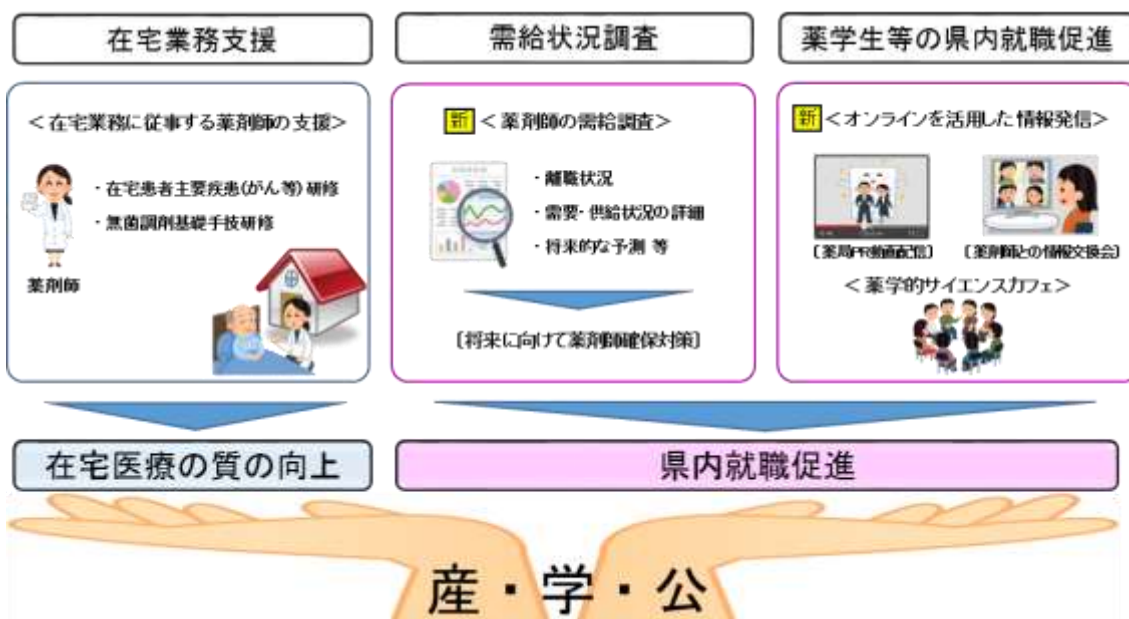 在宅業務支援
需給状況調査
薬学生等の県内就職促進
<在宅業務に従事する薬剤師の支援>
・在宅患者主要疾患(がん等)研修
・無菌調剤基礎手技研修
薬剤師
新 <薬剤師の需給調査>
・離職状況
・需要・供給状況の詳細
・将来的な予測 等
〔将来に向けて薬剤師確保対策〕
新 <オンラインを活用した情報発信>
〔薬局PR動画配信〕
〔薬剤師との情報交換会〕
<薬学的サイエンスカフェ>
在宅医療の質の向上
県内就職促進
産・学・公